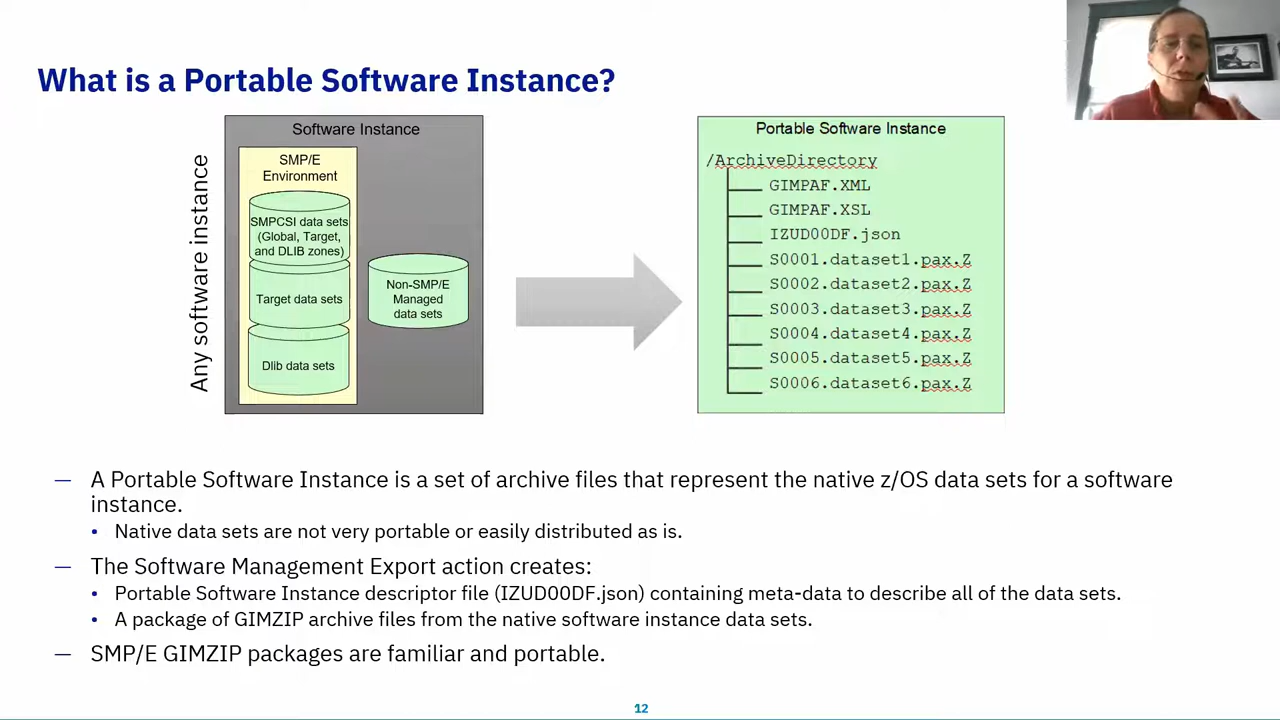 What is a Portable Software Instance?
Any software instance
Software Instance
SMP/E
Environment
SMPCSI data sets
(Global, Target,
and DLIB zones)
Target data sets
Dlib data sets
Non-SMP/E
Managed
data sets
Portable Software Instance
/ArchiveDirectory
GIMPAF.XML
GIMPAF.XSL
IZUD00DF.json
S0001.dataset1.pax.Z
S0002.dataset2.pax.Z
S0003.dataset3.pax.Z
S0004.dataset4.pax.Z
S0005.dataset5.pax.Z
S0006.dataset6.pax.Z
— A Portable Software Instance is a set of archive files that represent the native z/OS data sets for a software
instance.
• Native data sets are not very portable or easily distributed as is.
— The Software Management Export action creates:
• Portable Software Instance descriptor file (IZUD00DF.json) containing meta-data to describe all of the data sets.
• A package of GIMZIP archive files from the native software instance data sets.
— SMP/E GIMZIP packages are familiar and portable.
12